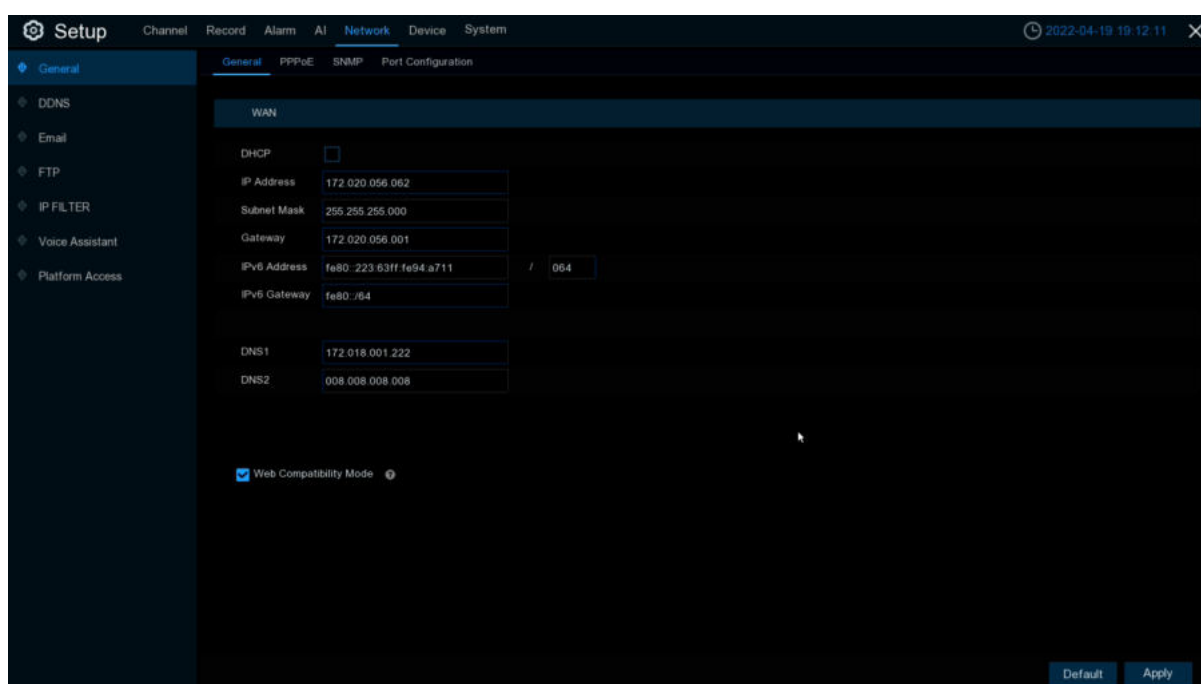 Setup Channel Record Alarm AI Network Device System 2022-04-19 19:12:11
General PPPoE SNMP Port Configuration
General
DDNS
Email
FTP
IP FILTER
Voice Assistant
Platform Access
WAN
DHCP
IP Address 172.020.056.062
Subnet Mask 255.255.255.000
Gateway 172.020.056.001
IPv6 Address fe80::223:63ff:fe94:a711 / 064
IPv6 Gateway fe80::/64
DNS1 172.018.001.222
DNS2 008.008.008.008
Web Compatibility Mode
Default Apply